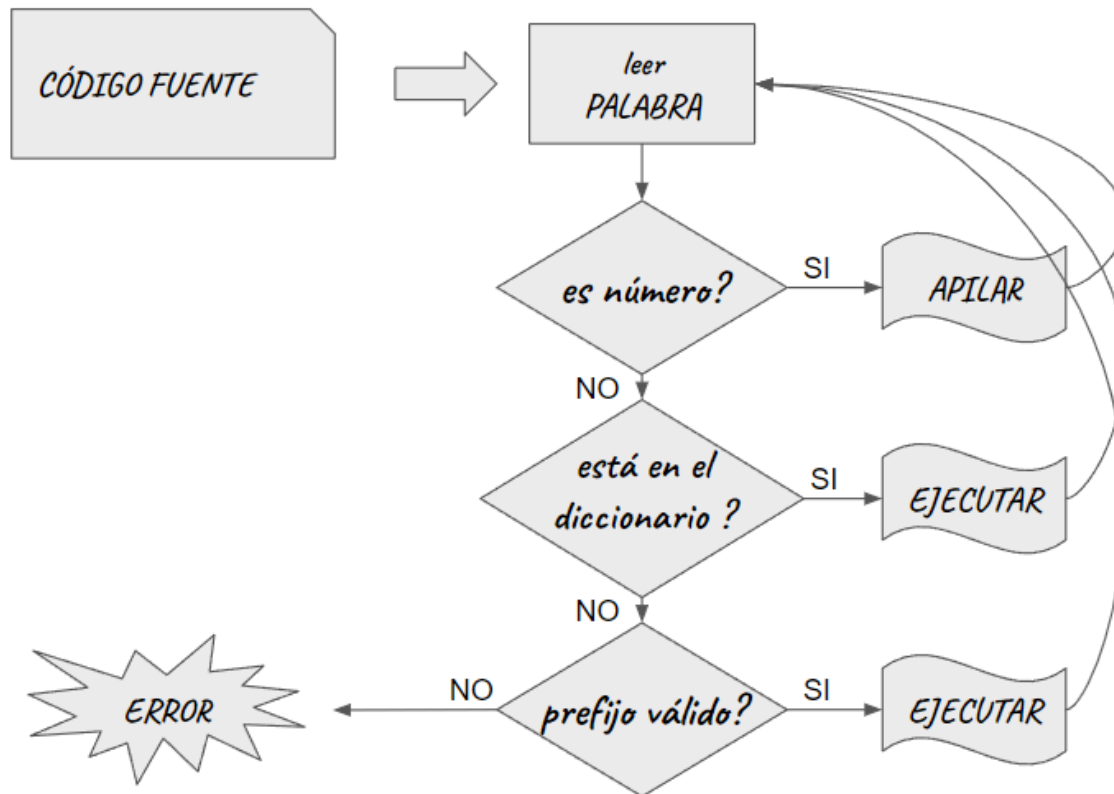 CÓDIGO FUENTE
leer
PALABRA
es número?
SI
APILAR
NO
está en el
diccionario ?
SI
EJECUTAR
NO
prefijo válido?
SI
EJECUTAR
NO
ERROR